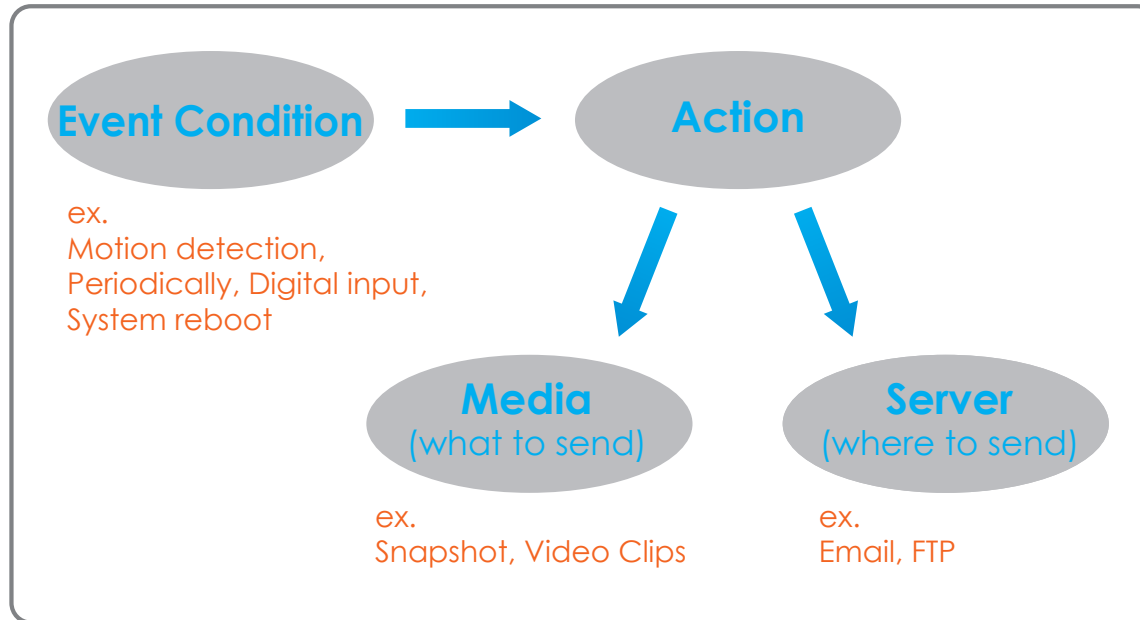 Event Condition
Action
ex.
Motion detection,
Periodically, Digital input,
System reboot
Media
(what to send)
Server
(where to send)
ex.
Snapshot, Video Clips
ex.
Email, FTP